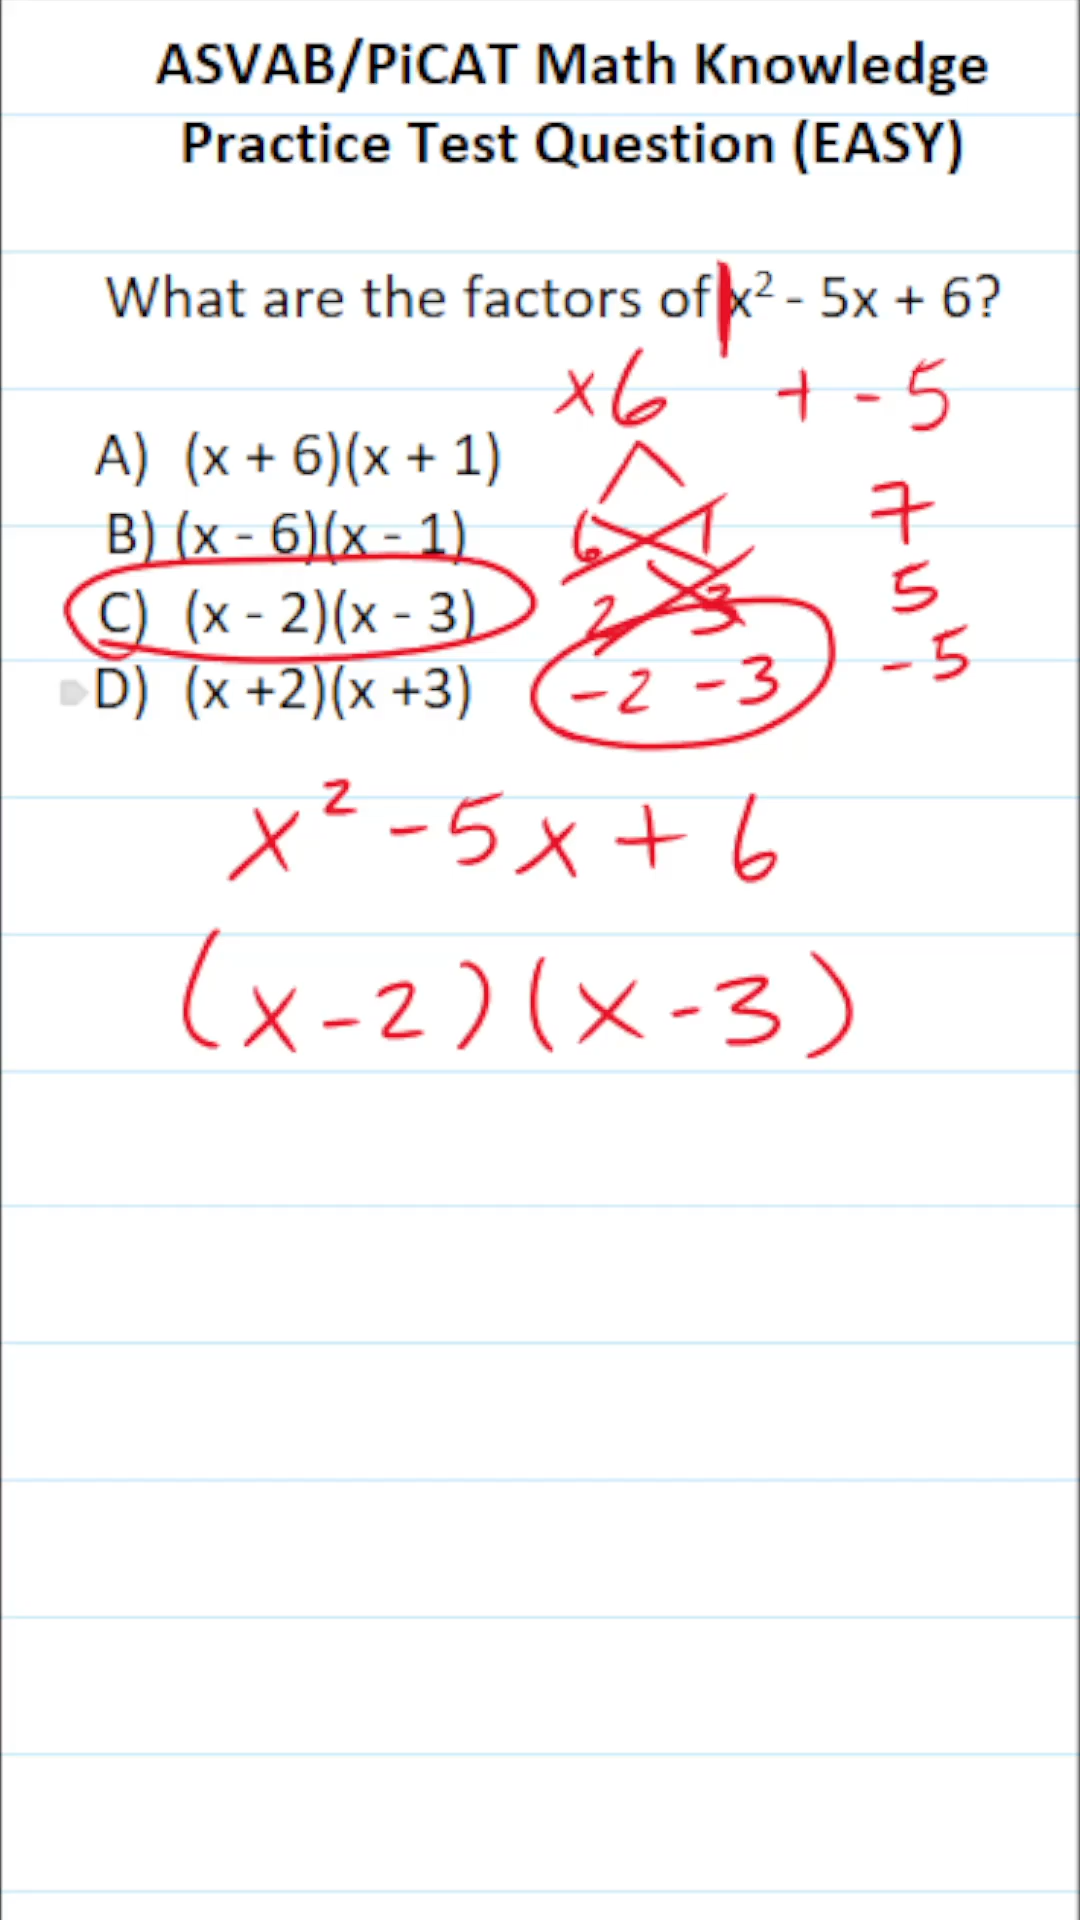 ASVAB/PiCAT Math Knowledge
Practice Test Question (EASY)
What are the factors of x² - 5x + 6?
×6 + -5
A) (x + 6)(x + 1)
6 1 7
B) (x - 6)(x - 1)
2 3 5
C) (x - 2)(x - 3)
-2 -3 -5
D) (x +2)(x +3)
x² - 5x + 6
(x - 2)(x - 3)